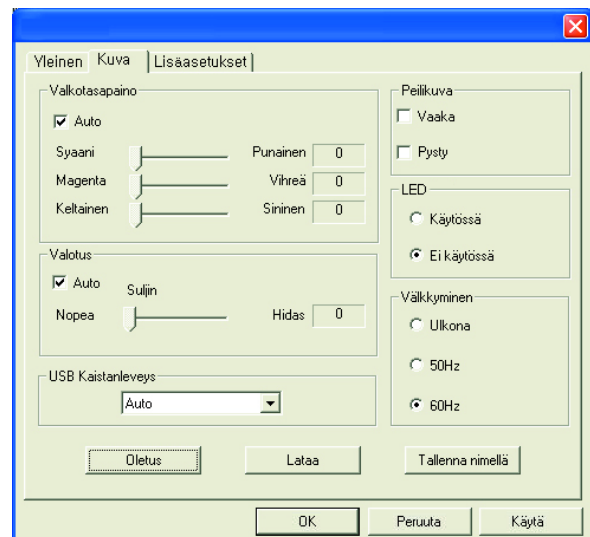 Yleinen Kuva Lisäasetukset
Valkotasapaino
Auto
Syaani Punainen 0
Magenta Vihreä 0
Keltainen Sininen 0
Valotus
Auto Suljin
Nopea Hidas 0
USB Kaistanleveys
Auto
Peilikuva
Vaaka
Pysty
LED
Käytössä
Ei käytössä
Välkkyminen
Ulkona
50Hz
60Hz
Oletus Lataa Tallenna nimellä
OK Peruuta Käytä